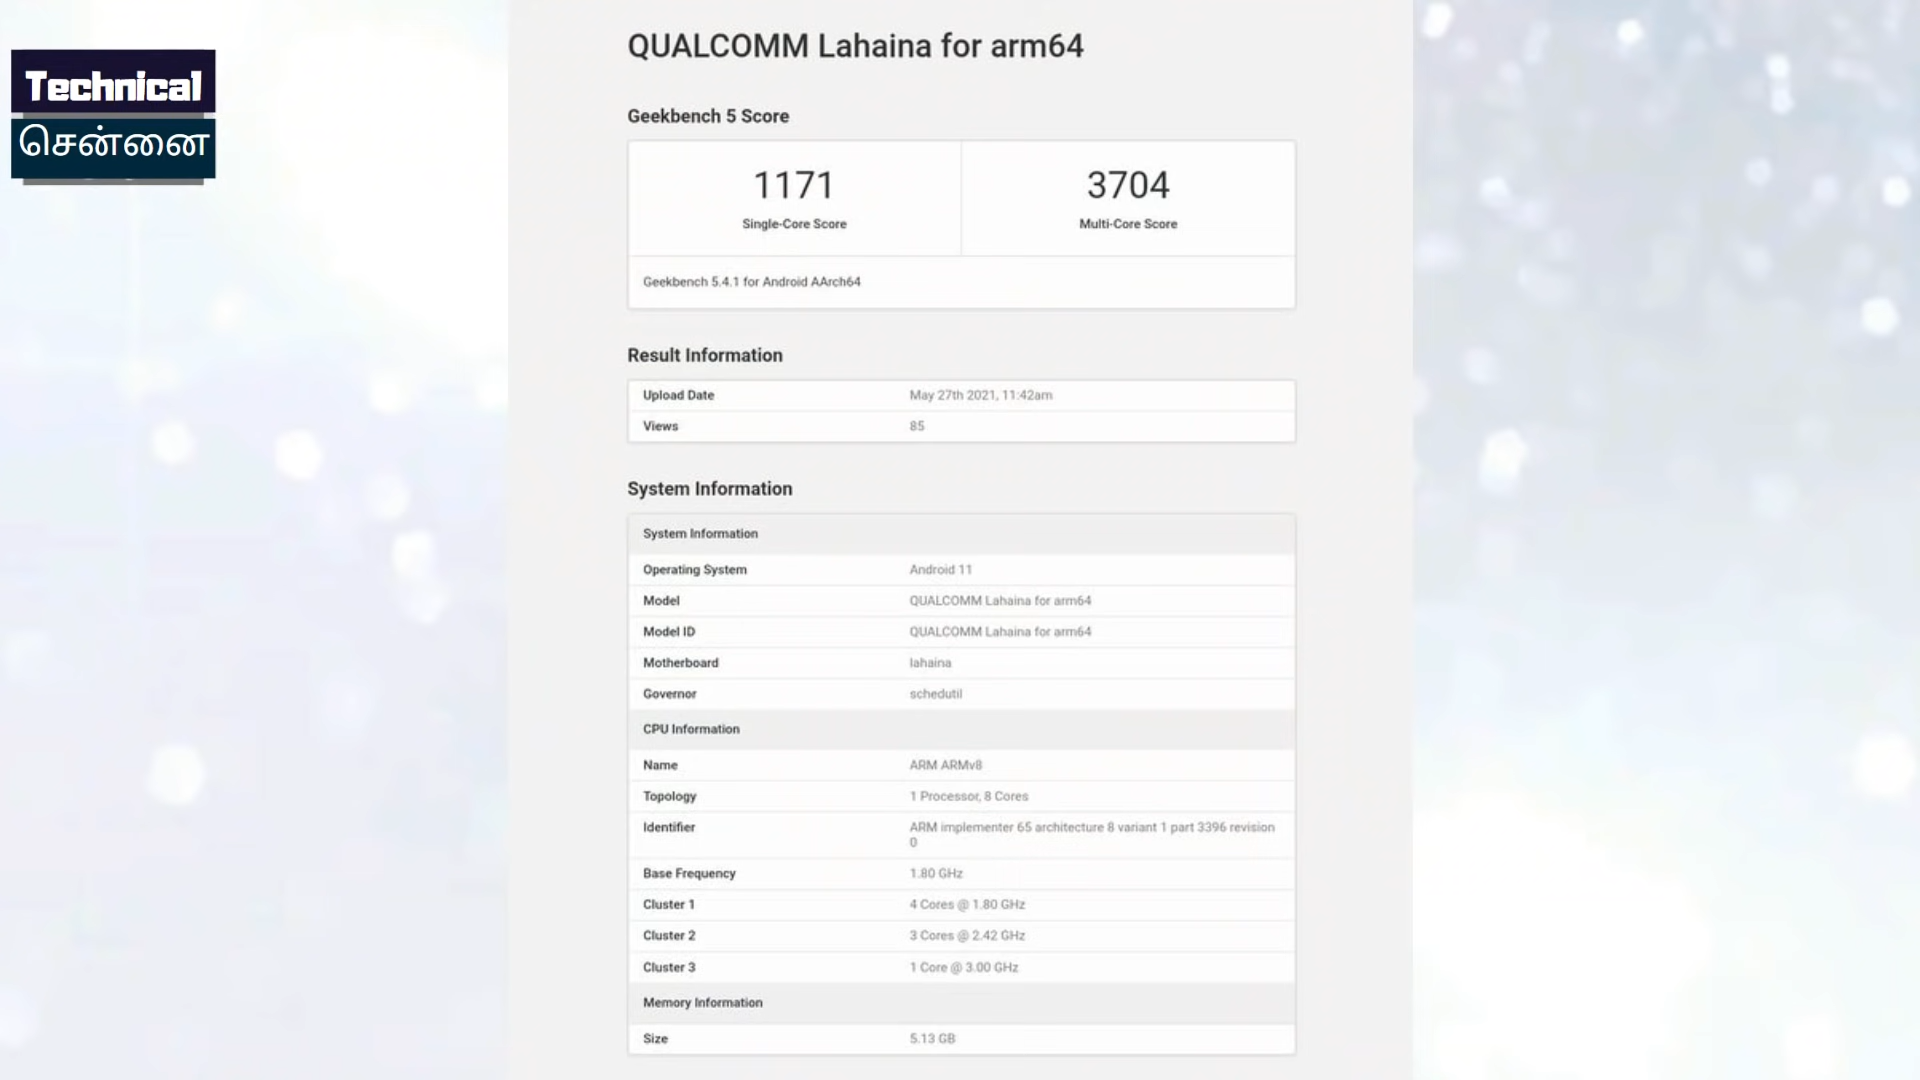 Technical
சென்னை
QUALCOMM Lahaina for arm64
Geekbench 5 Score
1171
3704
Single-Core Score
Multi-Core Score
Geekbench 5.4.1 for Android AArch64
Result Information
Upload Date May 27th 2021, 11:42am
Views 85
System Information
System Information
Operating System Android 11
Model QUALCOMM Lahaina for arm64
Model ID QUALCOMM Lahaina for arm64
Motherboard lahaina
Governor schedutil
CPU Information
Name ARM ARMv8
Topology 1 Processor, 8 Cores
Identifier ARM implementer 65 architecture 8 variant 1 part 3396 revision
0
Base Frequency 1.80 GHz
Cluster 1 4 Cores @ 1.80 GHz
Cluster 2 3 Cores @ 2.42 GHz
Cluster 3 1 Core @ 3.00 GHz
Memory Information
Size 5.13 GB